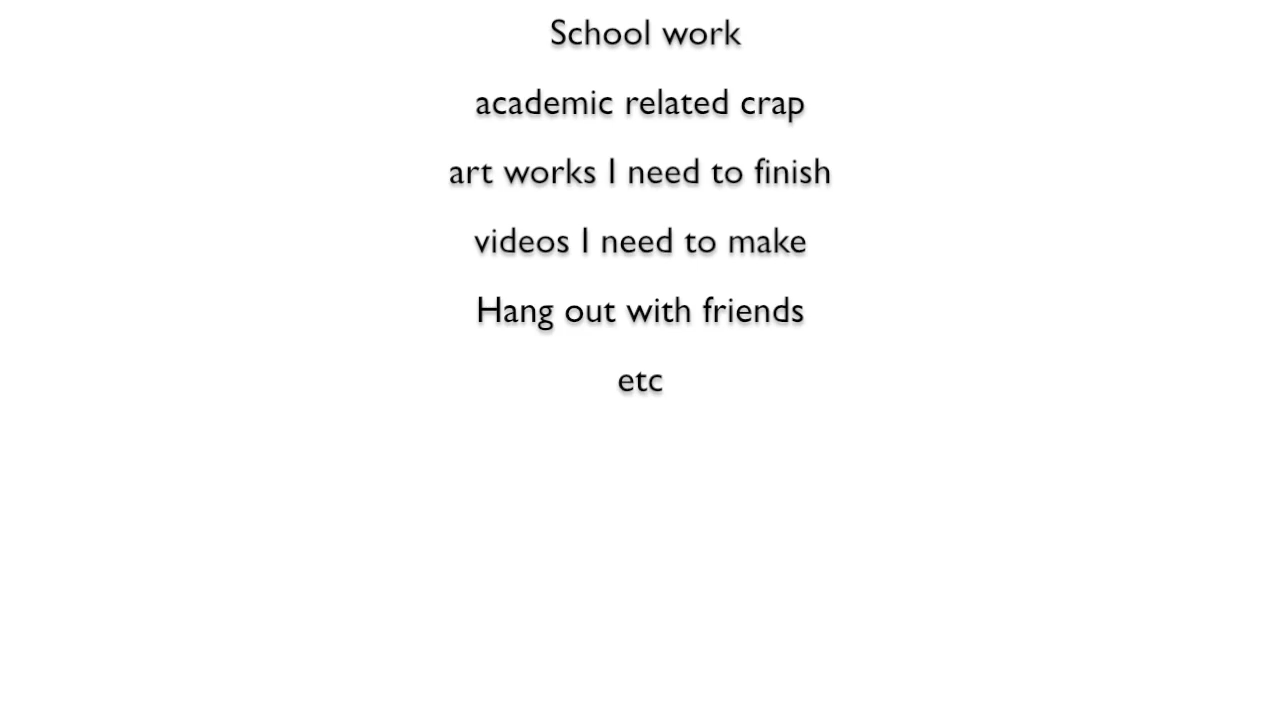 School work
academic related crap
art works I need to finish
videos I need to make
Hang out with friends
etc